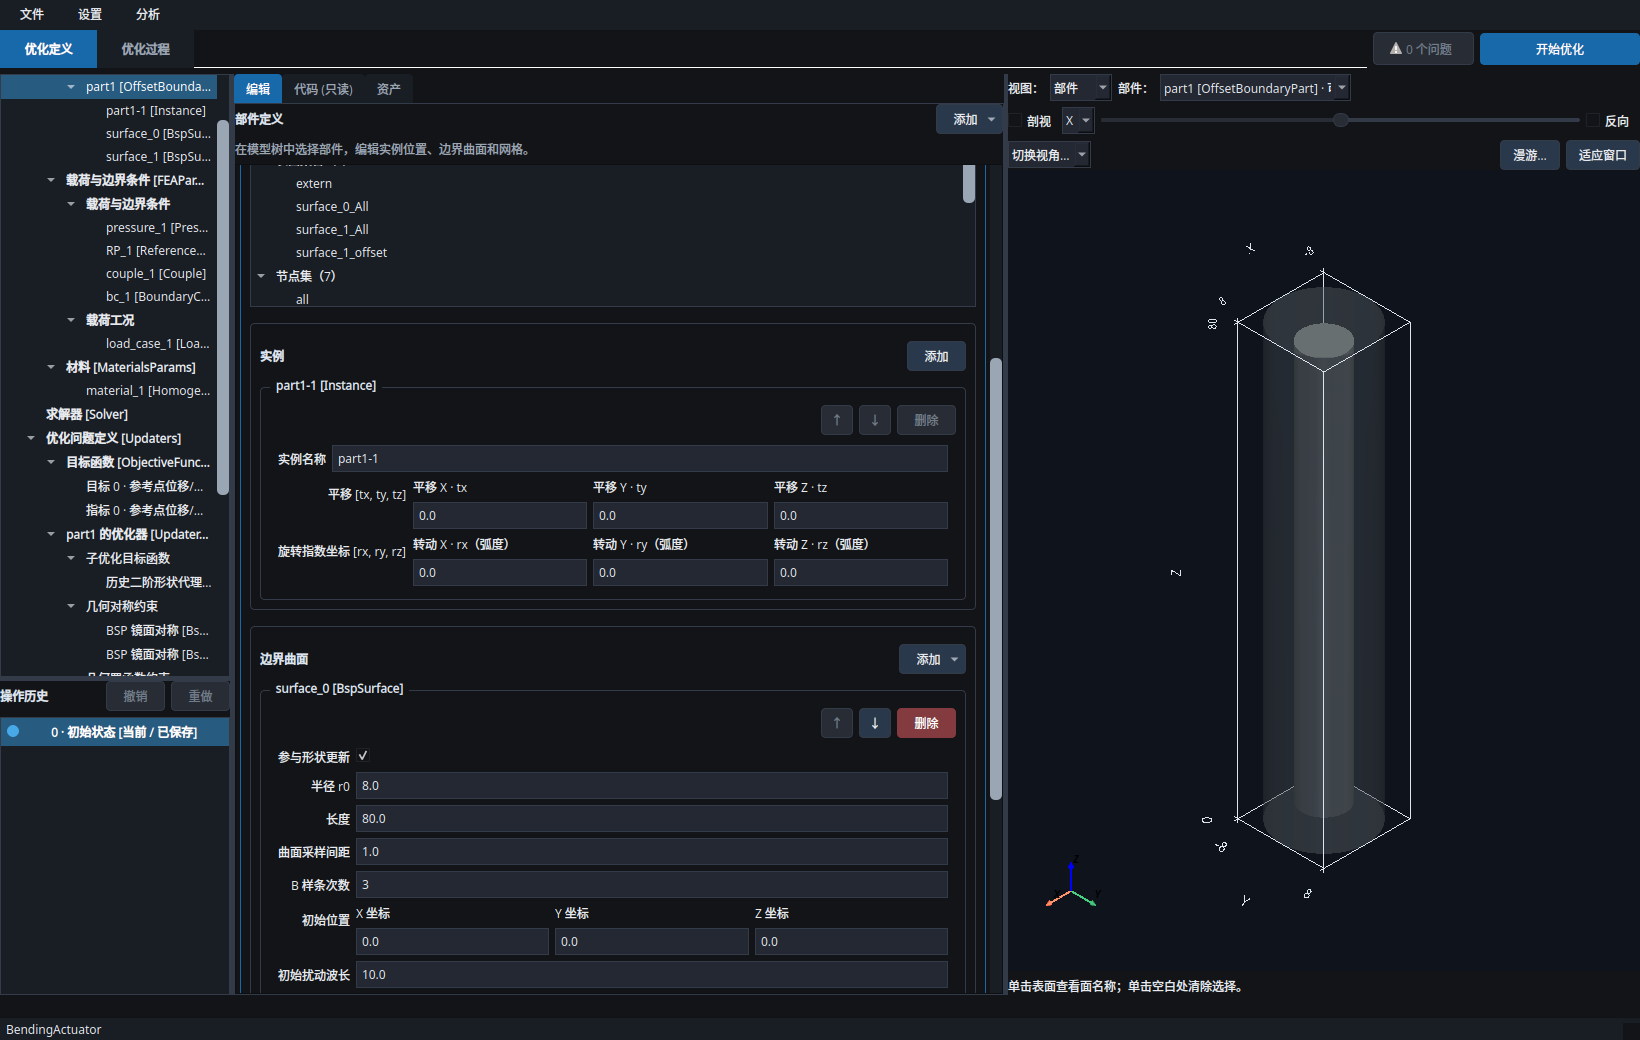 文件 设置 分析
优化定义 优化过程 0 个问题 开始优化
part1 [OffsetBounda...
part1-1 [Instance]
surface_0 [BspSu...
surface_1 [BspSu...
载荷与边界条件 [FEAPar...
载荷与边界条件
pressure_1 [Pres...
RP_1 [Reference...
couple_1 [Couple]
bc_1 [BoundaryC...
载荷工况
load_case_1 [Loa...
材料 [MaterialsParams]
material_1 [Homoge...
求解器 [Solver]
优化问题定义 [Updaters]
目标函数 [ObjectiveFunc...
目标 0 · 参考点位移/...
指标 0 · 参考点位移/...
part1 的优化器 [Updater...
子优化目标函数
历史二阶形状代理...
几何对称约束
BSP 镜面对称 [Bs...
BSP 镜面对称 [Bs...
操作历史 撤销 重做
0 · 初始状态 [当前 / 已保存]
编辑 代码 (只读) 资产
部件定义 添加
在模型树中选择部件，编辑实例位置、边界曲面和网格。
extern
surface_0_All
surface_1_All
surface_1_offset
节点集（7）
all
实例 添加
part1-1 [Instance]
↑ ↓ 删除
实例名称 part1-1
平移 [tx, ty, tz] 平移 X · tx 平移 Y · ty 平移 Z · tz
0.0 0.0 0.0
旋转指数坐标 [rx, ry, rz] 转动 X · rx（弧度） 转动 Y · ry（弧度） 转动 Z · rz（弧度）
0.0 0.0 0.0
边界曲面 添加
surface_0 [BspSurface]
↑ ↓ 删除
参与形状更新 ✓
半径 r0 8.0
长度 80.0
曲面采样间距 1.0
B 样条次数 3
初始位置 X 坐标 Y 坐标 Z 坐标
0.0 0.0 0.0
初始扰动波长 10.0
视图： 部件 部件： part1 [OffsetBoundaryPart] ·
剖视 X 反向
切换视角... 漫游... 适应窗口
80
Z
0
Z
单击表面查看面名称；单击空白处清除选择。
BendingActuator